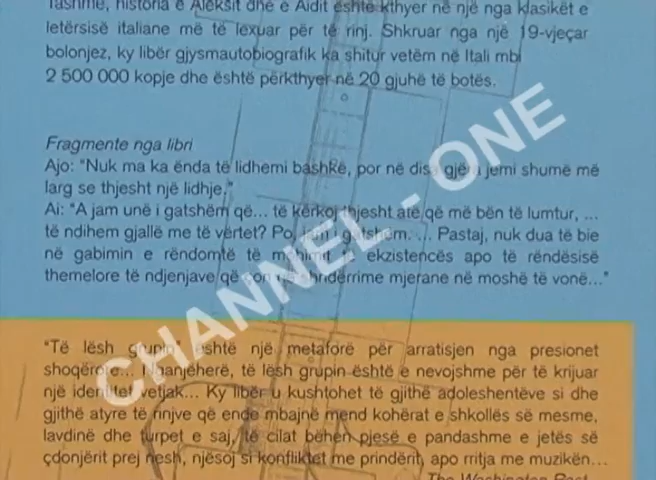 Tashmë, historia e Aleksit dhe e Aidit është kthyer në një nga klasikët e
letërsisë italiane më të lexuar për të rinj. Shkruar nga një 19-vjeçar
bolonjez, ky libër gjysmautobiografik ka shitur vetëm në Itali mbi
2 500 000 kopje dhe është përkthyer në 20 gjuhë të botës.
Fragmente nga libri
Ajo: "Nuk ma ka ënda të lidhemi bashkë, por në disa gjëra jemi shumë më
larg se thjesht një lidhje."
Ai: "A jam unë i gatshëm që... të kërkoj thjesht atë që më bën të lumtur, ...
të ndihem gjallë me të vërtet? Po, jam i gatshëm. ... Pastaj, nuk dua të bie
në gabimin e rëndomtë të mohimit të ekzistencës apo të rëndësisë
themelore të ndjenjave që çon në shndërrime mjerane në moshë të vonë..."
"Të lësh grupin" është një metaforë për arratisjen nga presionet
shoqërore... Nganjëherë, të lësh grupin është e nevojshme për të krijuar
një identitet vetjak... Ky libër u kushtohet të gjithë adoleshentëve si dhe
gjithë atyre të rinjve që ende mbajnë mend kohërat e shkollës së mesme,
lavdinë dhe turpet e saj, të cilat bëhen pjesë e pandashme e jetës së
çdonjërit prej nesh, njësoj si konfliktet me prindërit, apo rritja me muzikën...
The Washington Post
CHANNEL - ONE